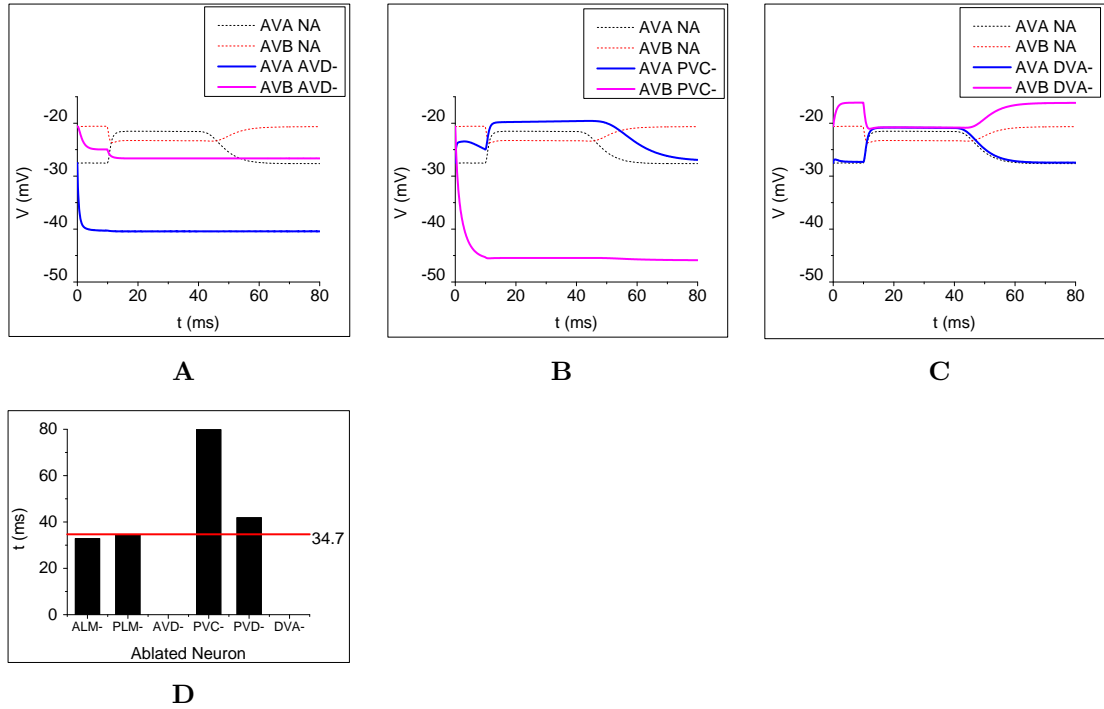 AVA NA
AVB NA
AVA AVD-
AVB AVD-
-20
-30
-40
-50
V (mV)
0 20 40 60 80
t (ms)
A
AVA NA
AVB NA
AVA PVC-
AVB PVC-
-20
-30
-40
-50
V (mV)
0 20 40 60 80
t (ms)
B
AVA NA
AVB NA
AVA DVA-
AVB DVA-
-20
-30
-40
-50
V (mV)
0 20 40 60 80
t (ms)
C
80
60
40
20
0
t (ms)
34.7
ALM- PLM- AVD- PVC- PVD- DVA-
Ablated Neuron
D